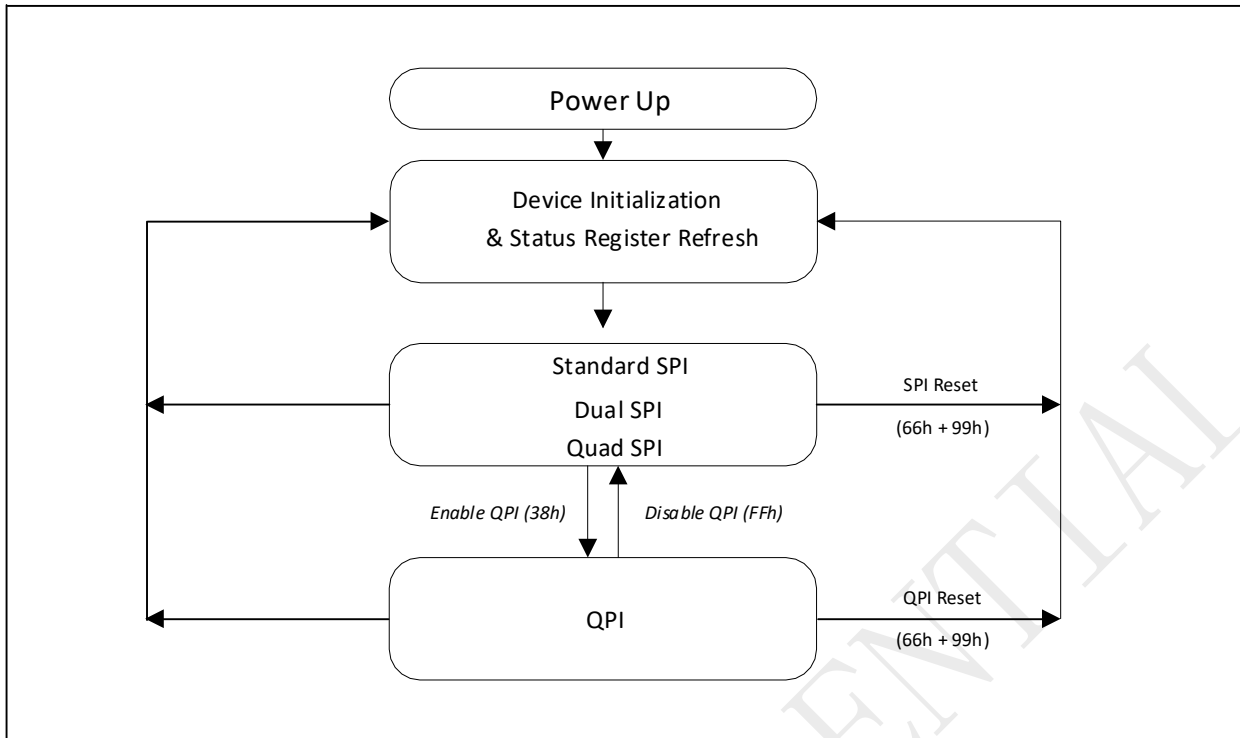 Power Up
Device Initialization
& Status Register Refresh
Standard SPI
Dual SPI
Quad SPI
SPI Reset
(66h + 99h)
Enable QPI (38h)
Disable QPI (FFh)
QPI
QPI Reset
(66h + 99h)
ENTIAL